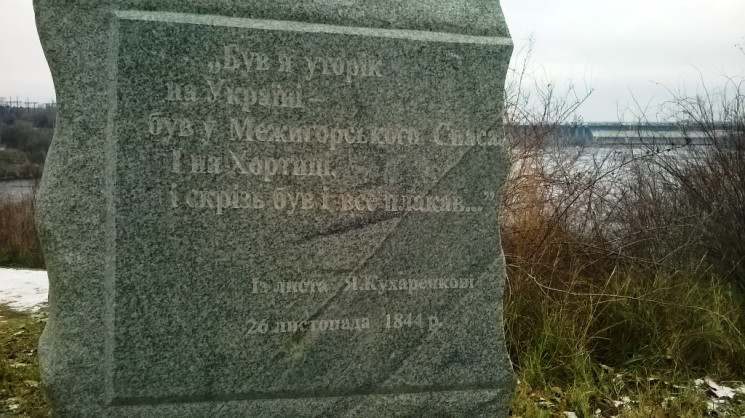 „Був я уторік
на Україні –
був у Межигорського Спаса.
І на Хортиці,
і скрізь був і все плакав..."
Із листа Я.Кухаренкові
26 листопада 1844 р.